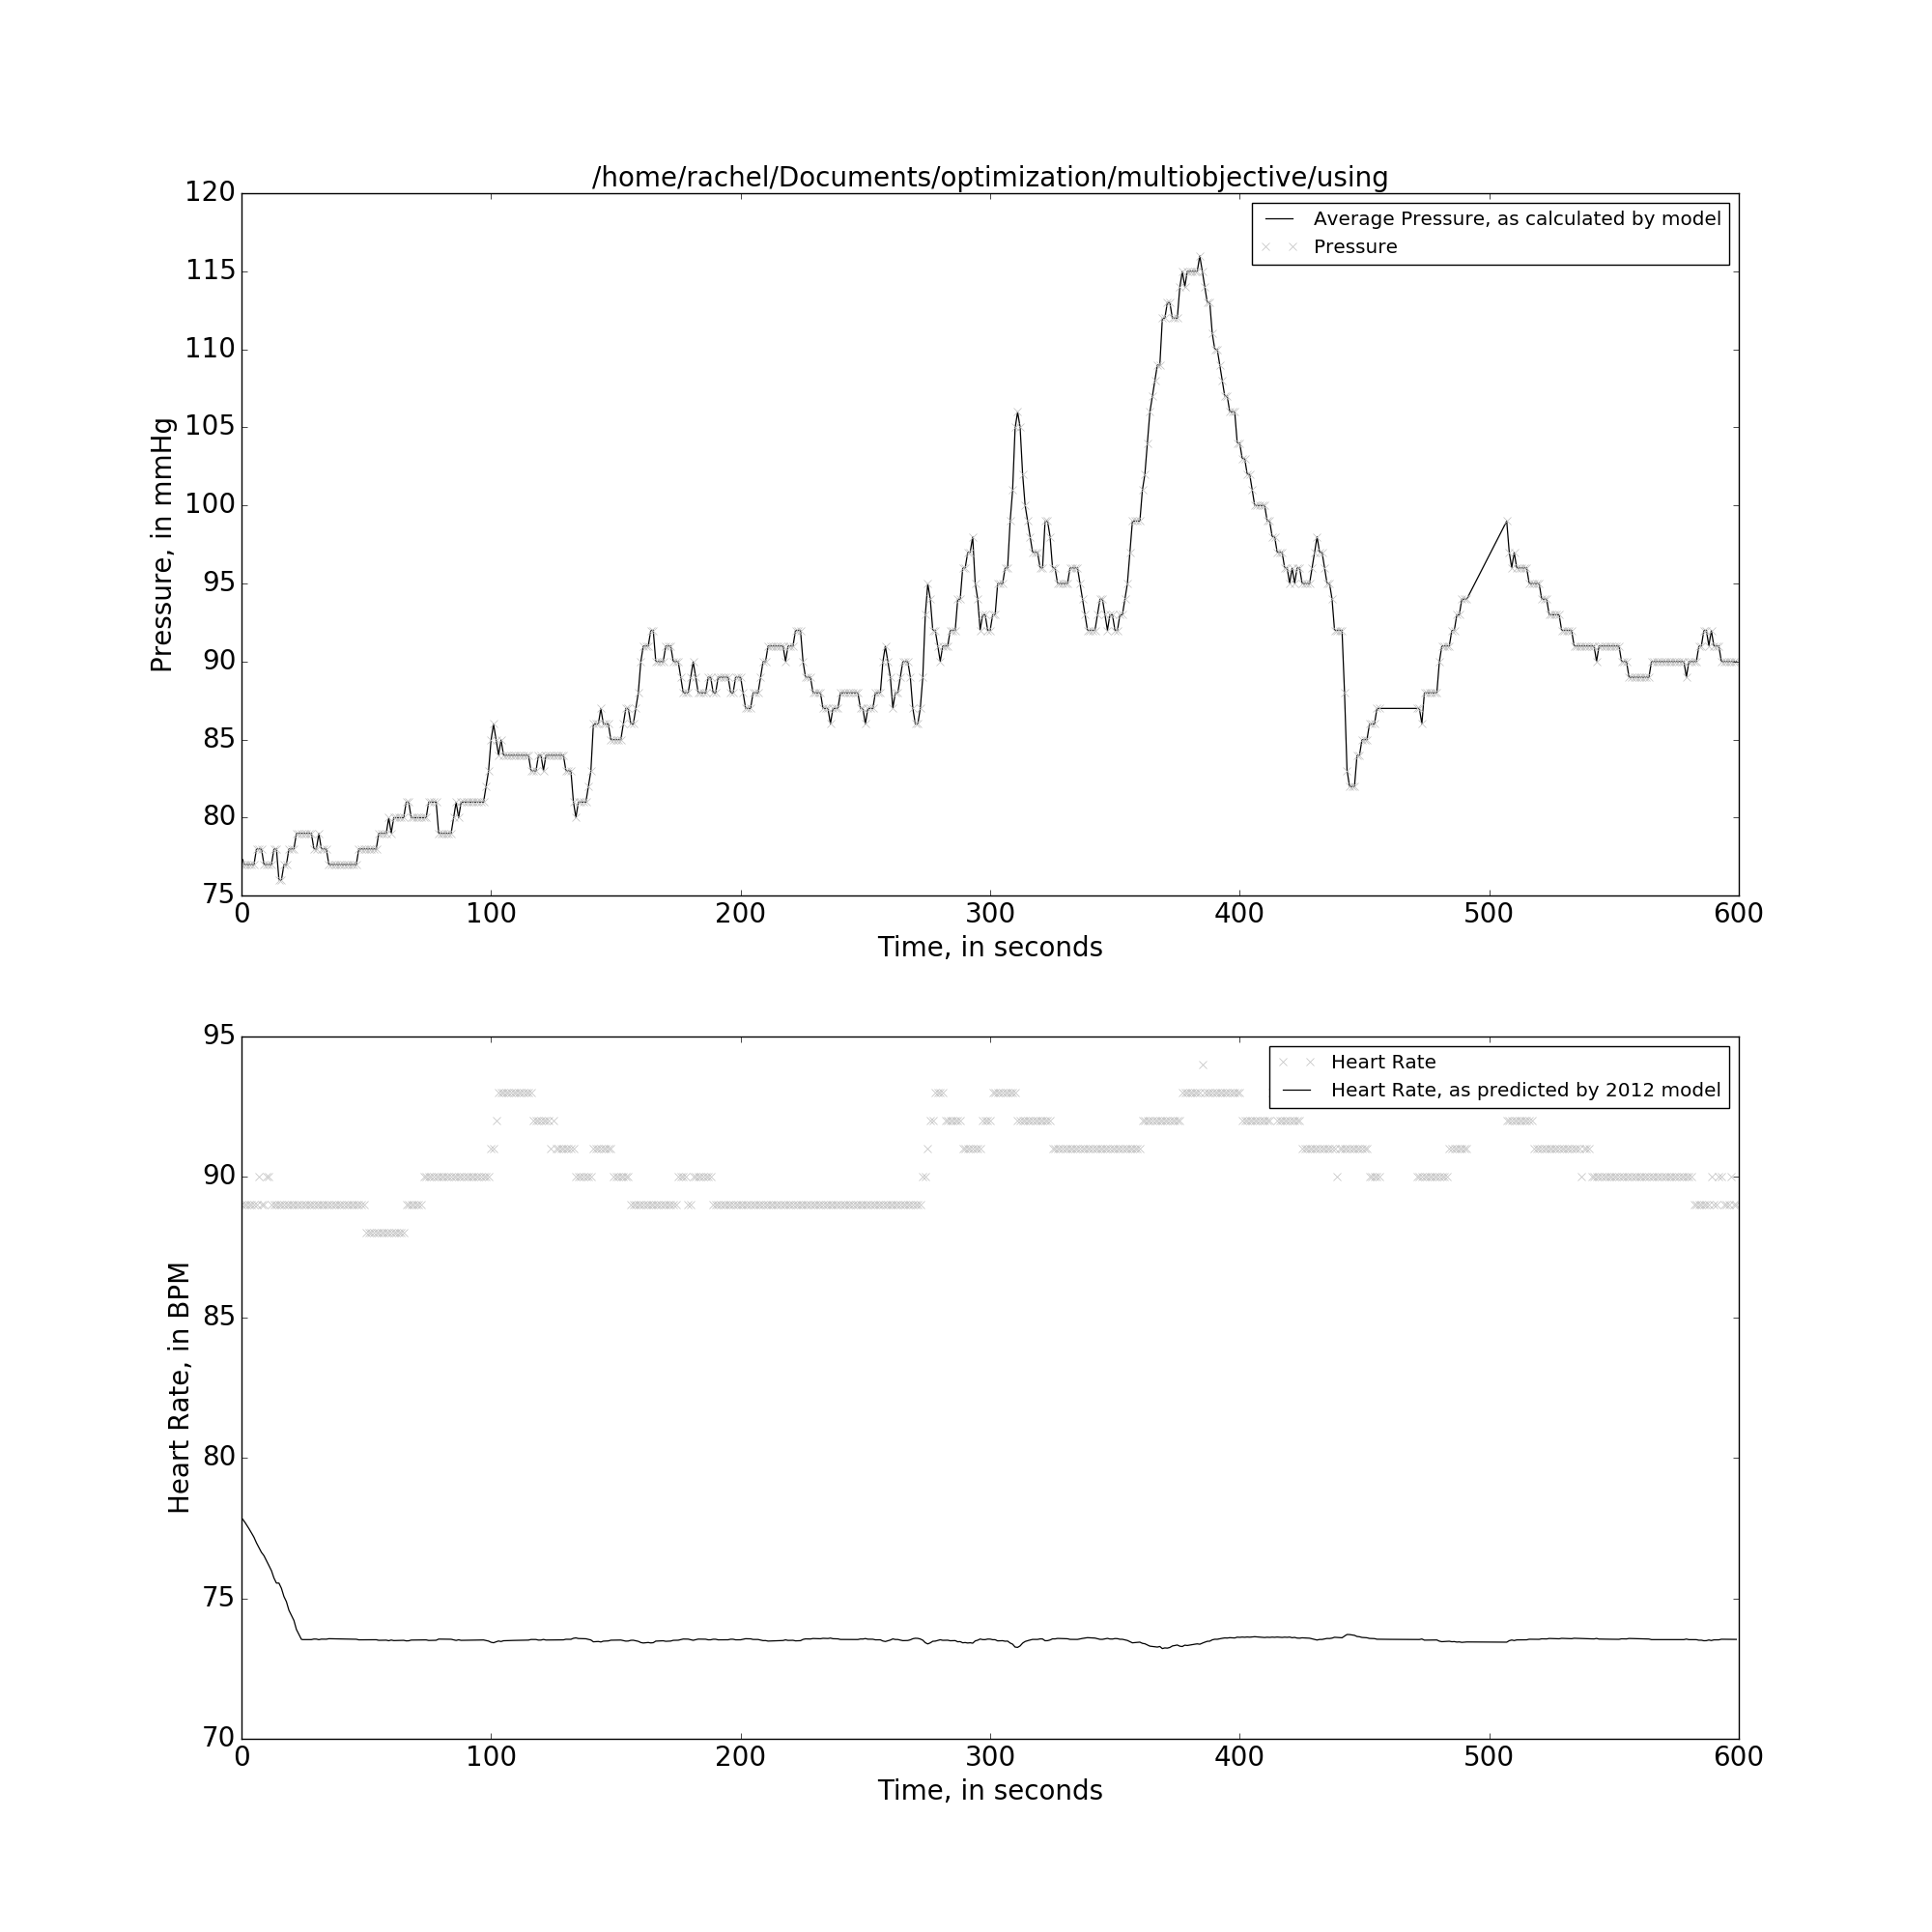 /home/rachel/Documents/optimization/multiobjective/using
120
115
110
105
100
95
90
85
80
75
Pressure, in mmHg
Average Pressure, as calculated by model
Pressure
0 100 200 300 400 500 600
Time, in seconds
95
90
85
80
75
70
Heart Rate, in BPM
Heart Rate
Heart Rate, as predicted by 2012 model
0 100 200 300 400 500 600
Time, in seconds